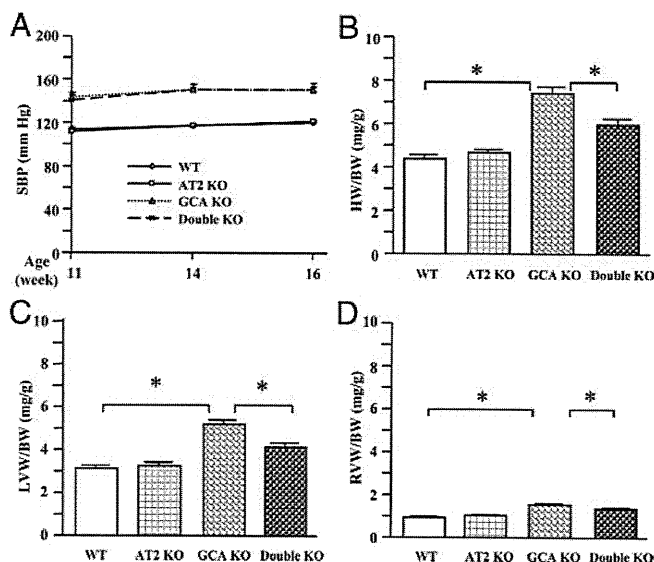 A
200
160
120
80
40
0
SBP (mm Hg)
WT
AT2 KO
GCA KO
Double KO
Age
(week)
11
14
16
B
10
8
6
4
2
0
HW/BW (mg/g)
*
*
WT
AT2 KO
GCA KO
Double KO
C
10
8
6
4
2
0
LVW/BW (mg/g)
*
*
WT
AT2 KO
GCA KO
Double KO
D
10
8
6
4
2
0
RVW/BW (mg/g)
*
*
WT
AT2 KO
GCA KO
Double KO